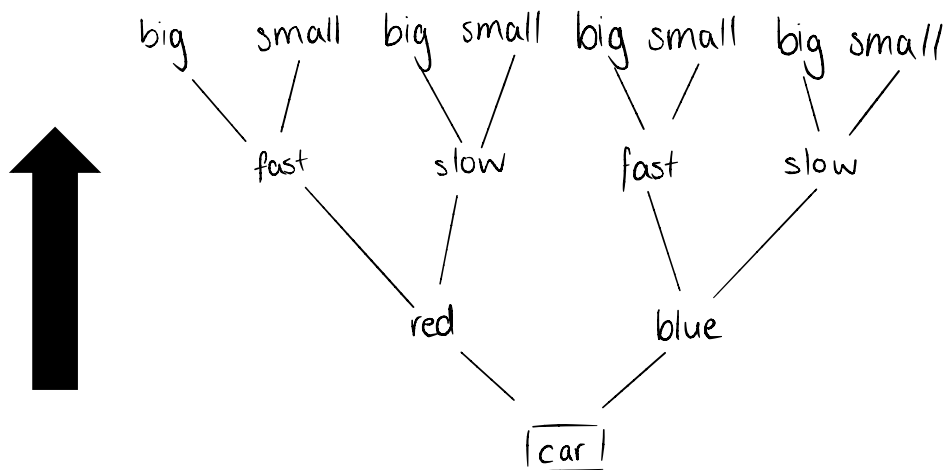 big small big small big small big small
fast slow fast slow
red blue
car